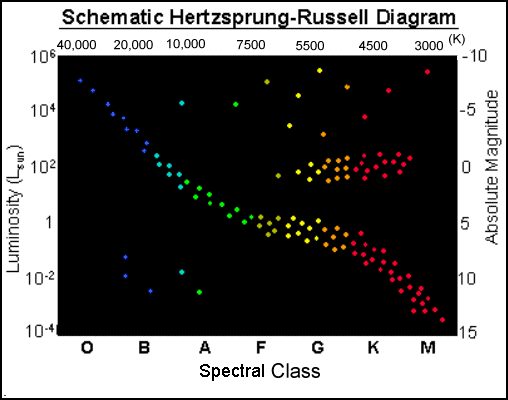 Schematic Hertzsprung-Russell Diagram
40,000 20,000 10,000 7500 5500 4500 3000 (K)
10⁶ -10
10⁴ -5
10² 0
1 5
10⁻² 10
10⁻⁴ 15
Luminosity (Lsun)
Absolute Magnitude
O B A F G K M
Spectral Class